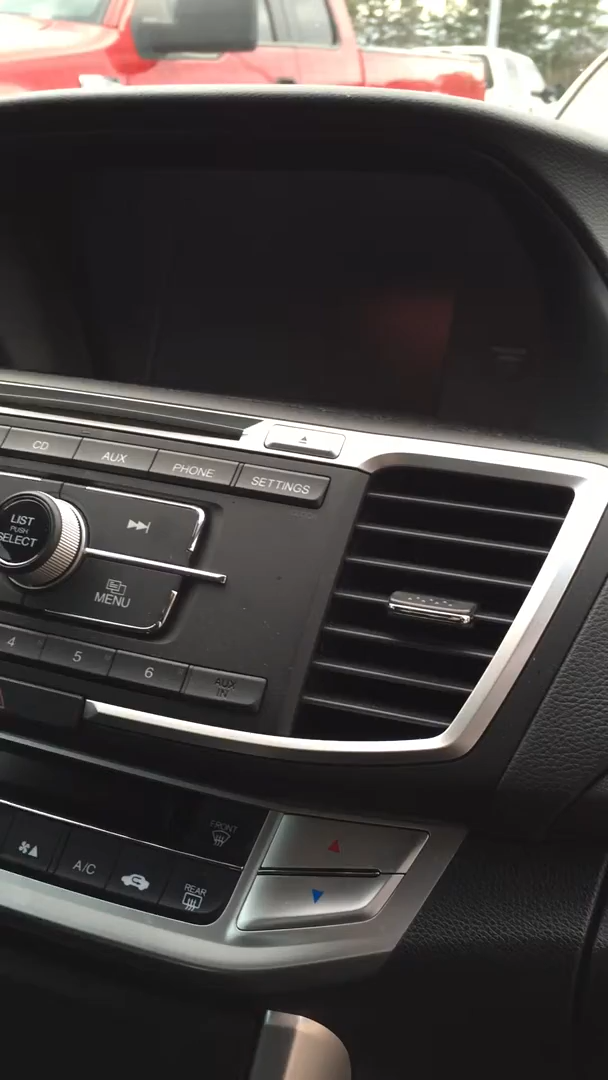 CD
AUX
PHONE
SETTINGS
LIST
PUSH
SELECT
MENU
4
5
6
AUX
IN
FRONT
A/C
REAR